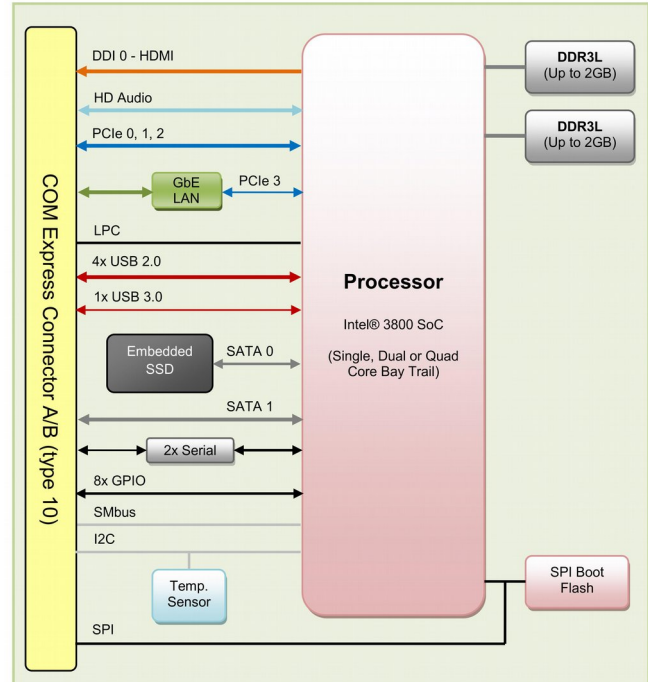 COM Express Connector A/B (type 10)
DDI 0 - HDMI
HD Audio
PCIe 0, 1, 2
GbE
LAN
PCIe 3
LPC
4x USB 2.0
1x USB 3.0
Embedded
SSD
SATA 0
SATA 1
2x Serial
8x GPIO
SMbus
I2C
Temp.
Sensor
SPI
Processor
Intel® 3800 SoC
(Single, Dual or Quad
Core Bay Trail)
DDR3L
(Up to 2GB)
DDR3L
(Up to 2GB)
SPI Boot
Flash